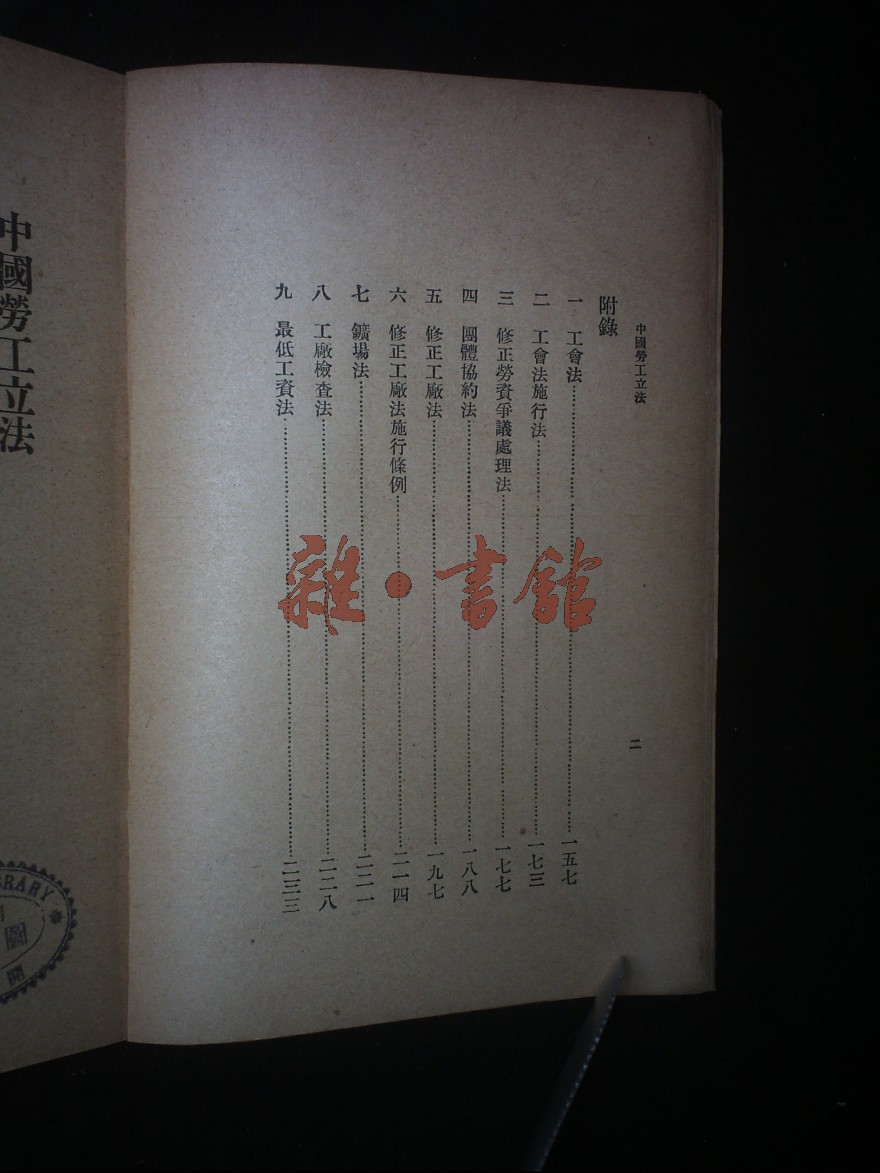 中國勞工立法
二
附錄
一 工會法……一五七
二 工會法施行法……一七三
三 修正勞資爭議處理法……一七七
四 團體協約法……一八八
五 修正工廠法……一九七
六 修正工廠法施行條例……二一四
七 鑛場法……二二一
八 工廠檢查法……二二八
九 最低工資法……二三三
雜·書館
中國勞工立法
BRARY
圖